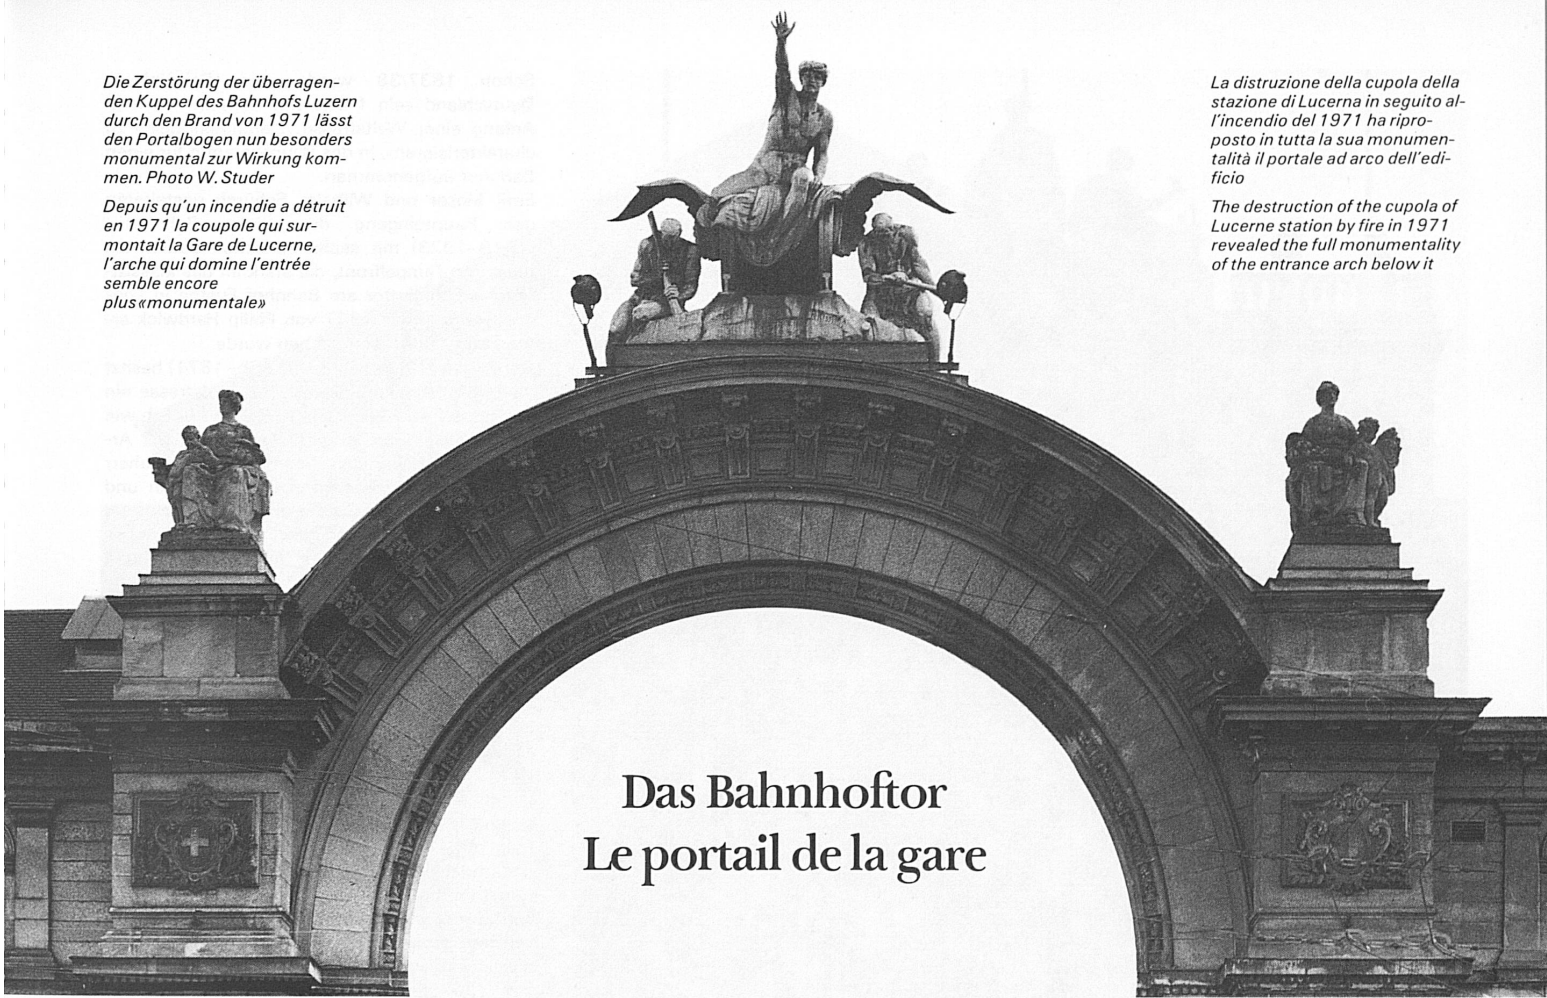 Die Zerstörung der überragen-
den Kuppel des Bahnhofs Luzern
durch den Brand von 1971 lässt
den Portalbogen nun besonders
monumental zur Wirkung kom-
men. Photo W. Studer
Depuis qu'un incendie a détruit
en 1971 la coupole qui sur-
montait la Gare de Lucerne,
l'arche qui domine l'entrée
semble encore
plus «monumentale»
La distruzione della cupola della
stazione di Lucerna in seguito al-
l'incendio del 1971 ha ripro-
posto in tutta la sua monumen-
talità il portale ad arco dell'edi-
ficio
The destruction of the cupola of
Lucerne station by fire in 1971
revealed the full monumentality
of the entrance arch below it
Das Bahnhoftor
Le portail de la gare